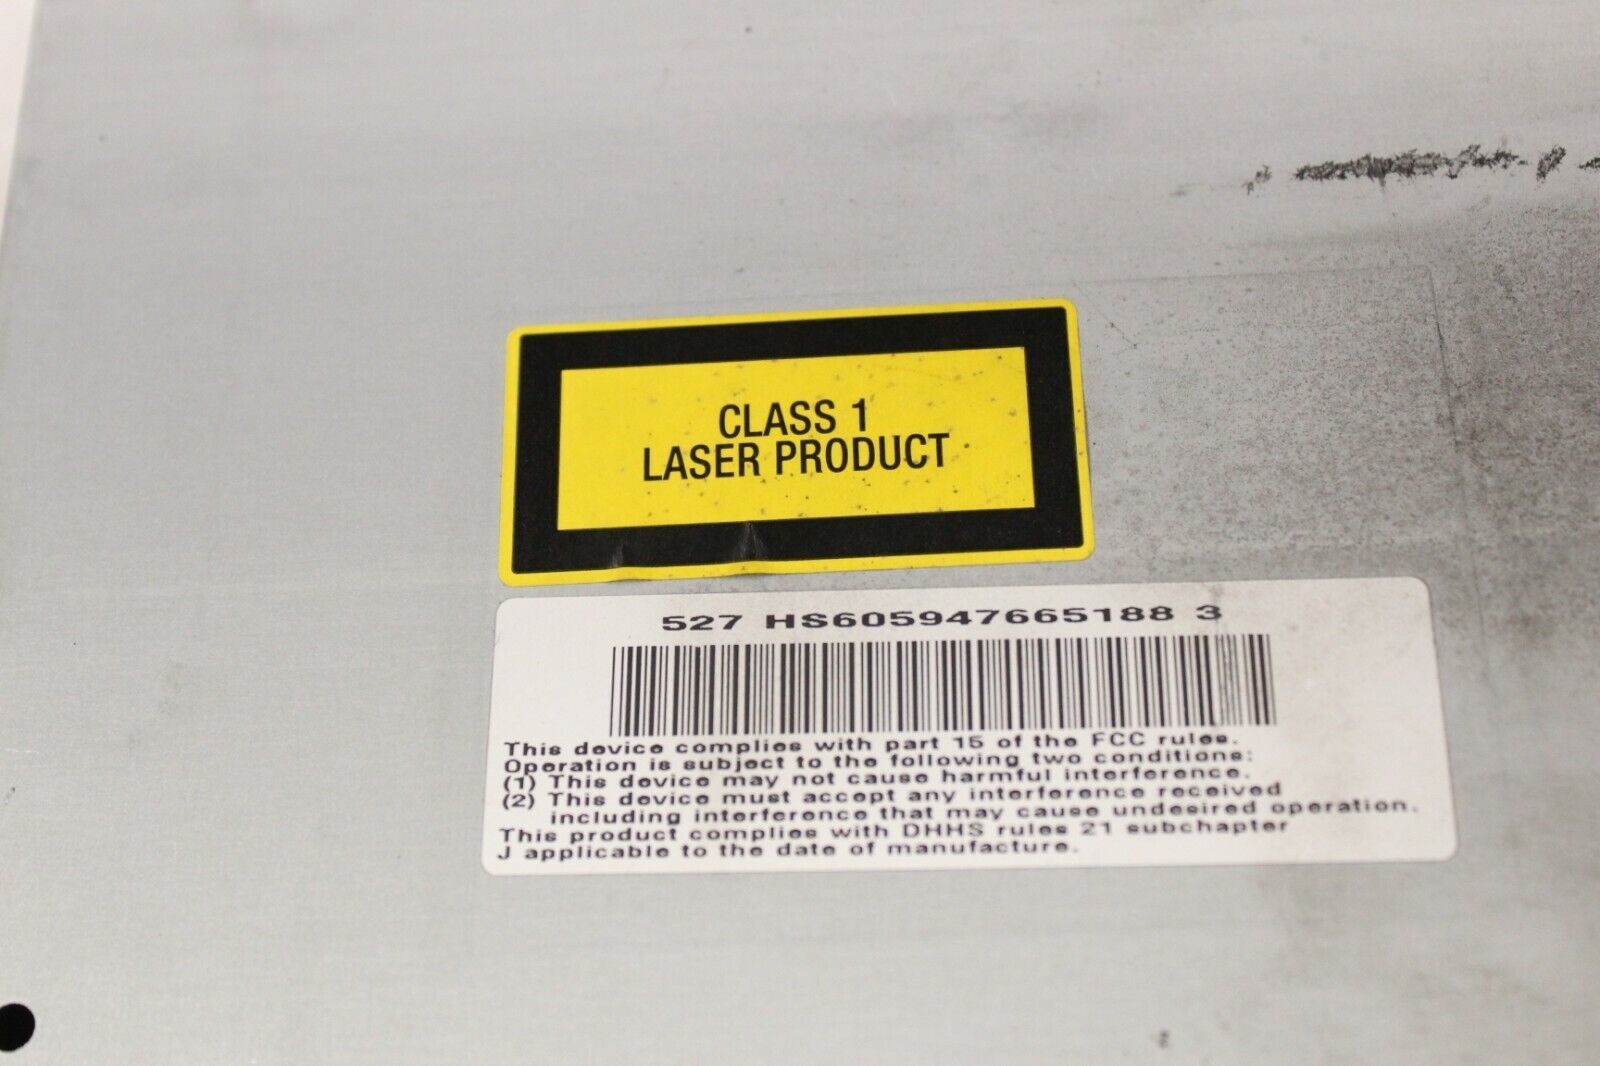 CLASS 1
LASER PRODUCT
527 HS605947665188 3
This device complies with part 15 of the FCC rules.
Operation is subject to the following two conditions:
(1) This device may not cause harmful interference.
(2) This device must accept any interference received
including interference that may cause undesired operation.
This product complies with DHHS rules 21 subchapter
J applicable to the date of manufacture.